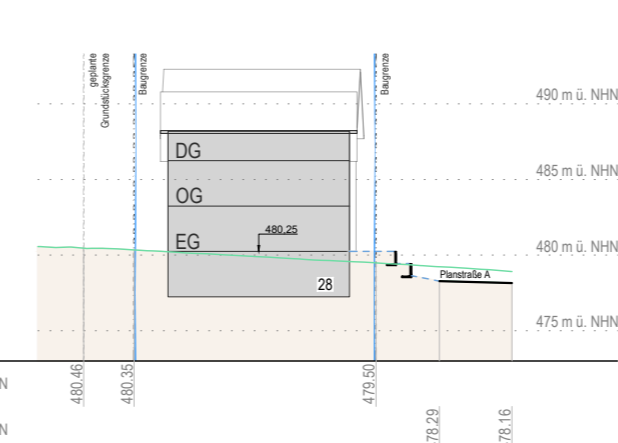 geplante
Grundstücksgrenze
Baugrenze
Baugrenze
490 m ü. NHN
DG
485 m ü. NHN
OG
480,25
EG
480 m ü. NHN
28
Planstraße A
475 m ü. NHN
480.46
480.35
479.50
N
78.29
78.16
N